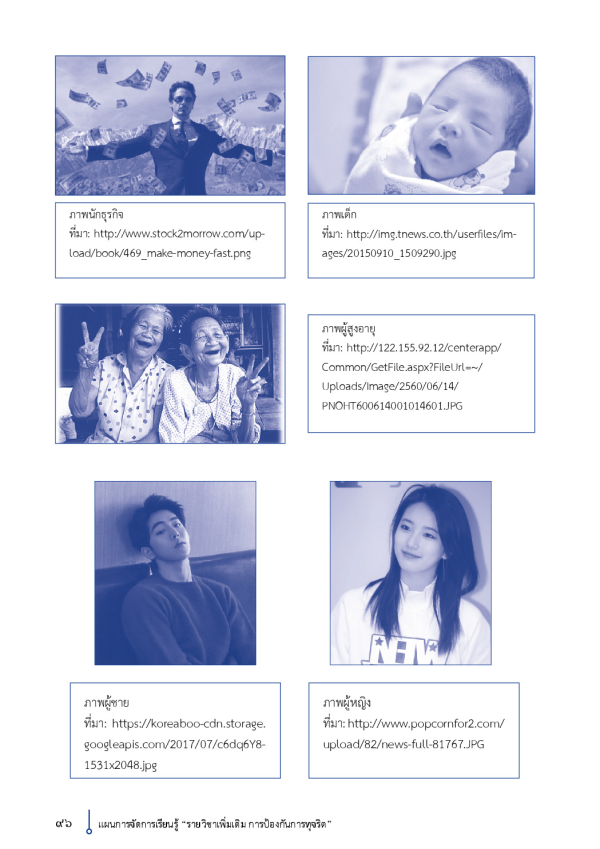 ภาพนักธุรกิจ
ที่มา: http://www.stock2morrow.com/up-
load/book/469_make-money-fast.png
ภาพเด็ก
ที่มา: http://img.tnews.co.th/userfiles/im-
ages/20150910_1509290.jpg
ภาพผู้สูงอายุ
ที่มา: http://122.155.92.12/centerapp/
Common/GetFile.aspx?FileUrl=~/
Uploads/Image/2560/06/14/
PNOHT600614001014601.JPG
ภาพผู้ชาย
ที่มา: https://koreaboo-cdn.storage.
googleapis.com/2017/07/c6dq6Y8-
1531x2048.jpg
ภาพผู้หญิง
ที่มา: http://www.popcornfor2.com/
upload/82/news-full-81767.JPG
๙๖ แผนการจัดการเรียนรู้ “รายวิชาเพิ่มเติม การป้องกันการทุจริต”